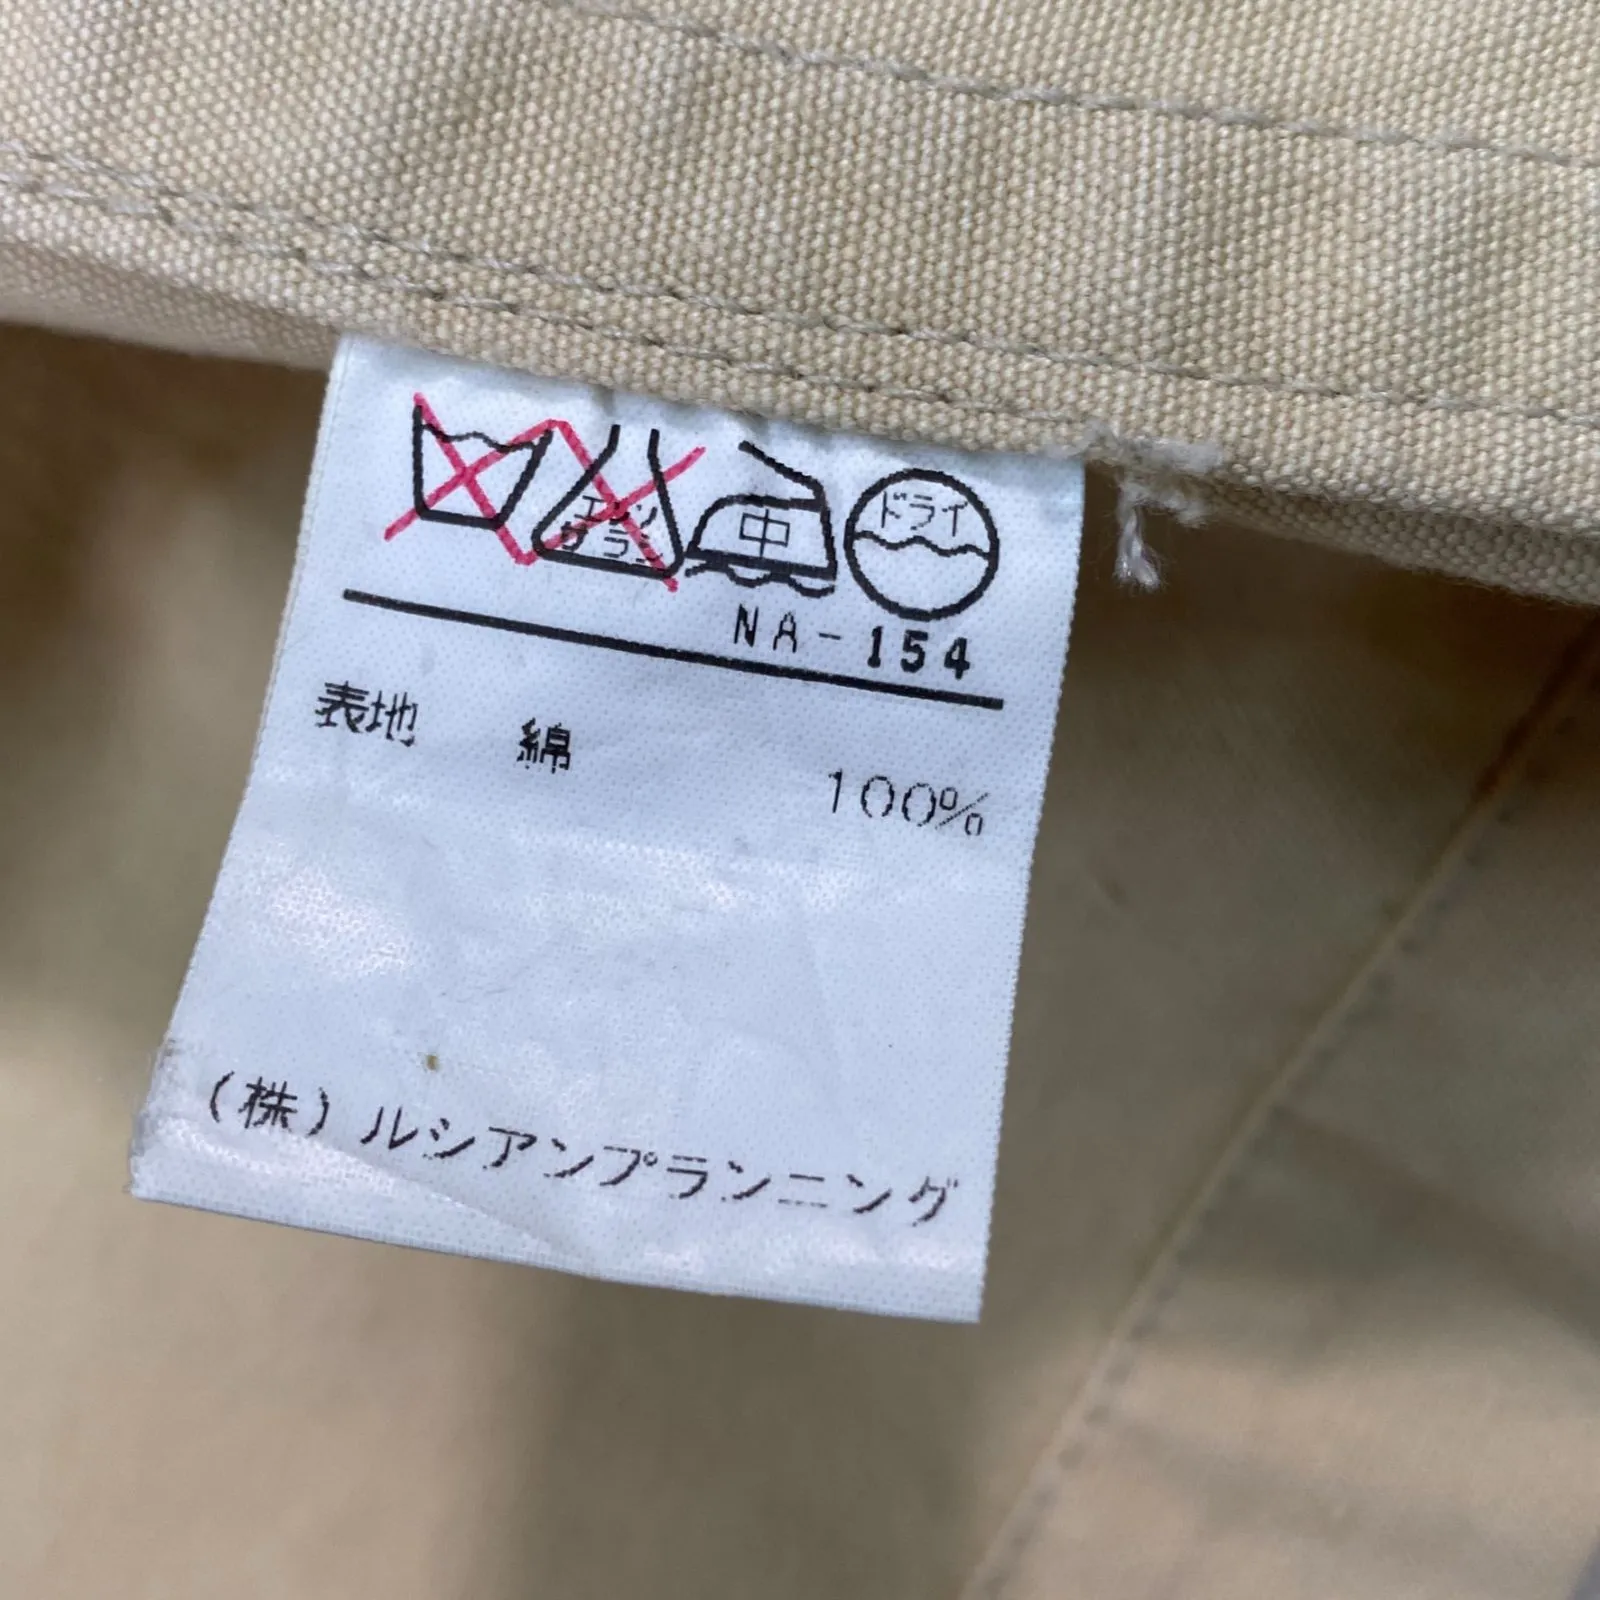 エンソ
サラシ
中
ドライ
NA-154
表地 綿 100%
(株)ルシアンプランニング